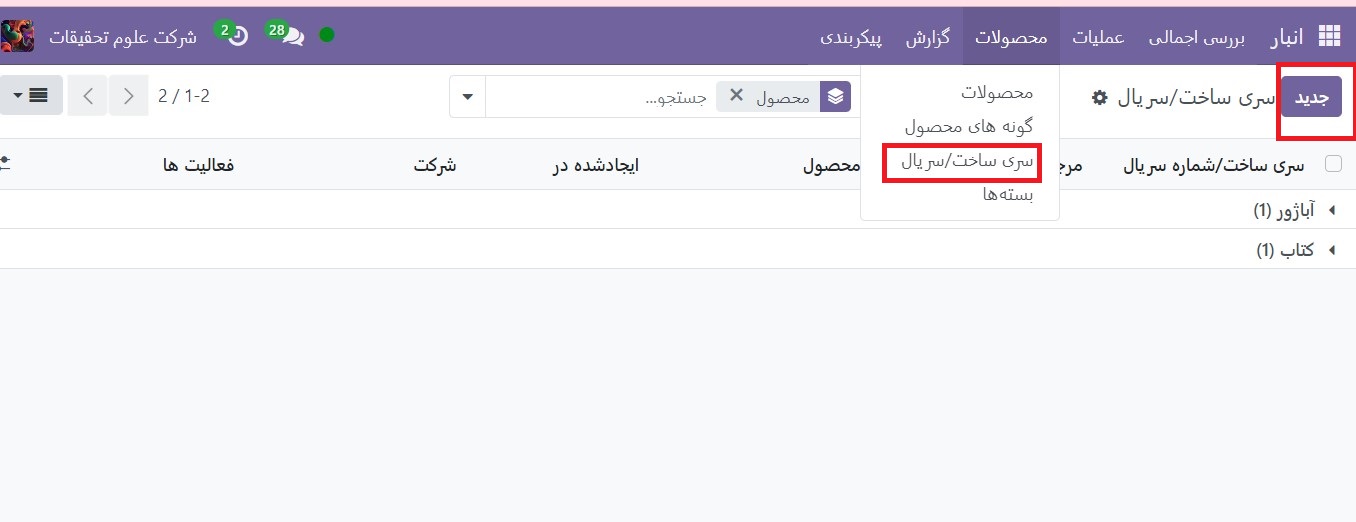 انبار بررسی اجمالی عملیات محصولات گزارش پیکربندی 28 2 شرکت علوم تحقیقات
جدید سری ساخت/سریال محصول جستجو... 1-2 / 2
محصولات
گونه های محصول
سری ساخت/سریال
بسته‌ها
سری ساخت/شماره سریال محصول ایجادشده در شرکت فعالیت ها
آباژور (1)
کتاب (1)